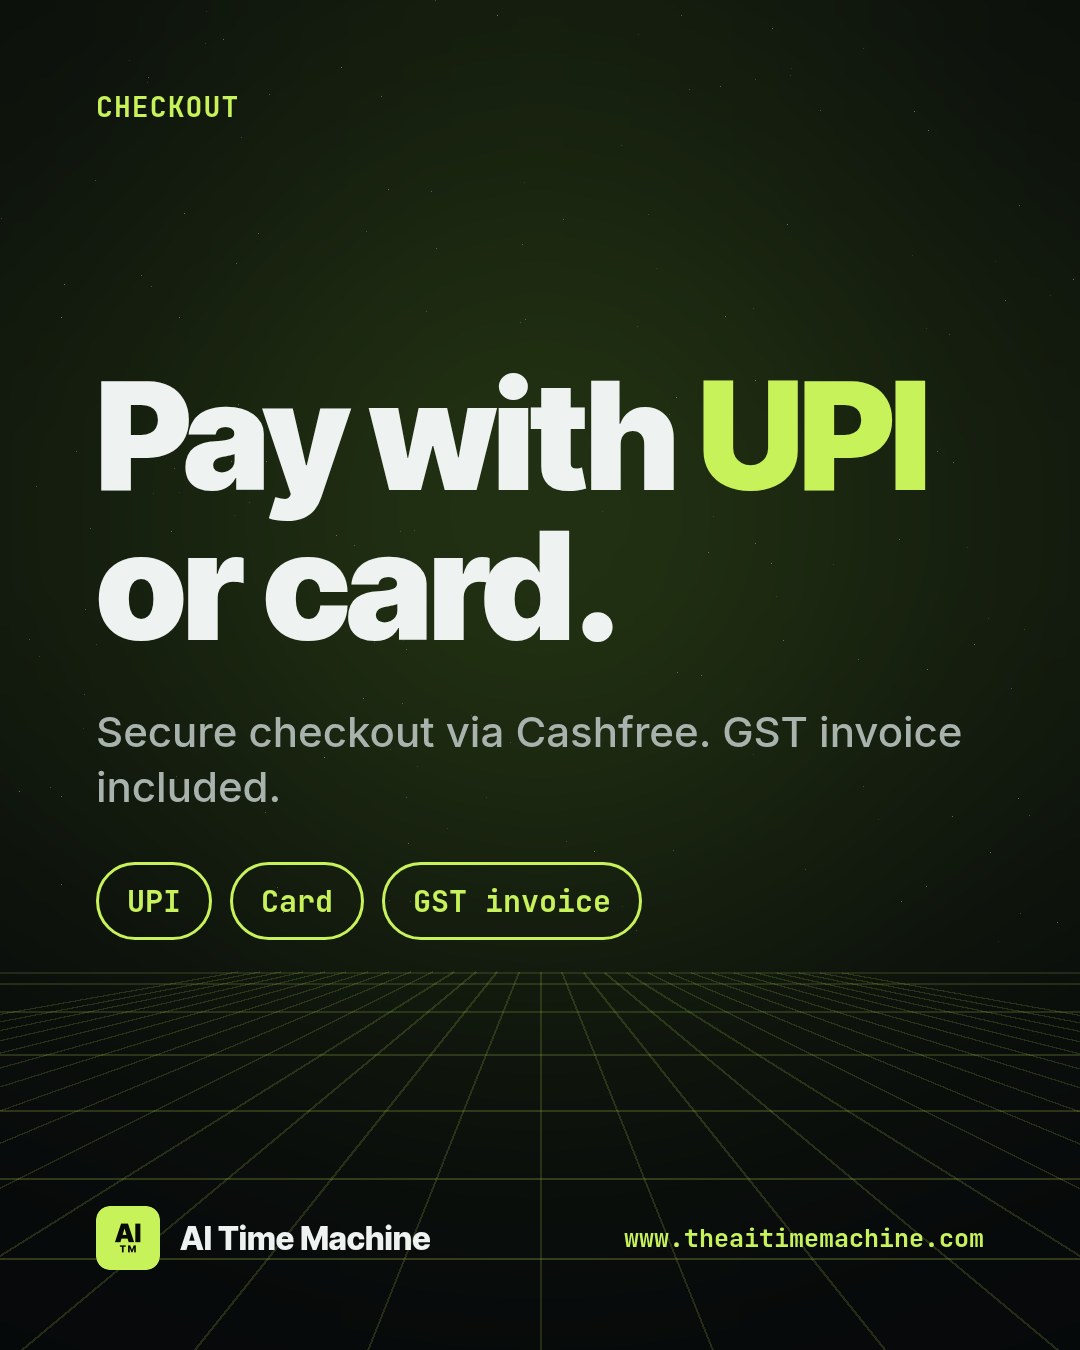 CHECKOUT
Pay with UPI
or card.
Secure checkout via Cashfree. GST invoice
included.
UPI Card GST invoice
AI
TM
AI Time Machine
www.theaitimemachine.com